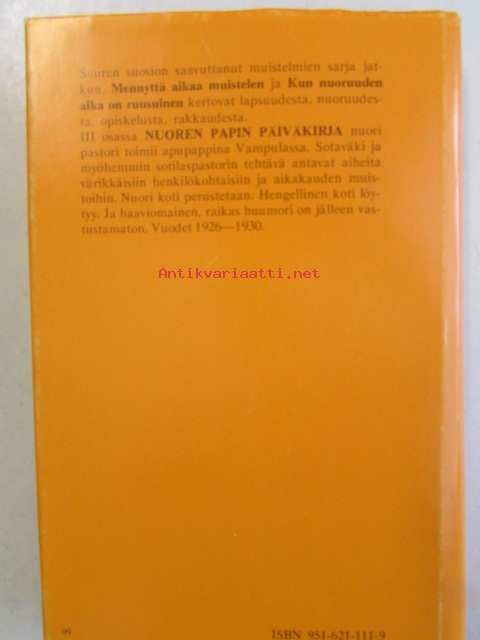 Suuren suosion saavuttanut muistelmien sarja jat-
kuu. Mennyttä aikaa muistelen ja Kun nuoruuden
aika on ruusuinen kertovat lapsuudesta, nuoruudes-
ta, opiskelusta, rakkaudesta.
III osassa NUOREN PAPIN PÄIVÄKIRJA nuori
pastori toimii apupappina Vampulassa. Sotaväki ja
myöhemmin sotilaspastorin tehtävä antavat aiheita
värikkäisiin henkilökohtaisiin ja aikakauden muis-
toihin. Nuori koti perustetaan. Hengellinen koti löy-
tyy. Ja haaviomainen, raikas huumori on jälleen vas-
tustamaton. Vuodet 1926—1930.
Antikvariaatti.net
99
ISBN 951-621-111-9